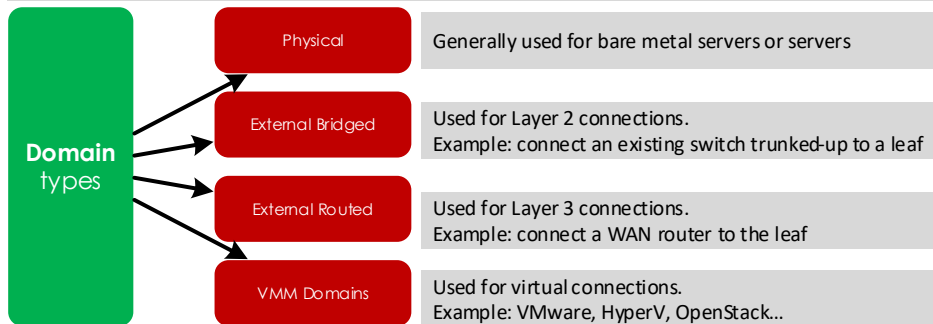 Domain
types
Physical
Generally used for bare metal servers or servers
External Bridged
Used for Layer 2 connections.
Example: connect an existing switch trunked-up to a leaf
External Routed
Used for Layer 3 connections.
Example: connect a WAN router to the leaf
VMM Domains
Used for virtual connections.
Example: VMware, HyperV, OpenStack...